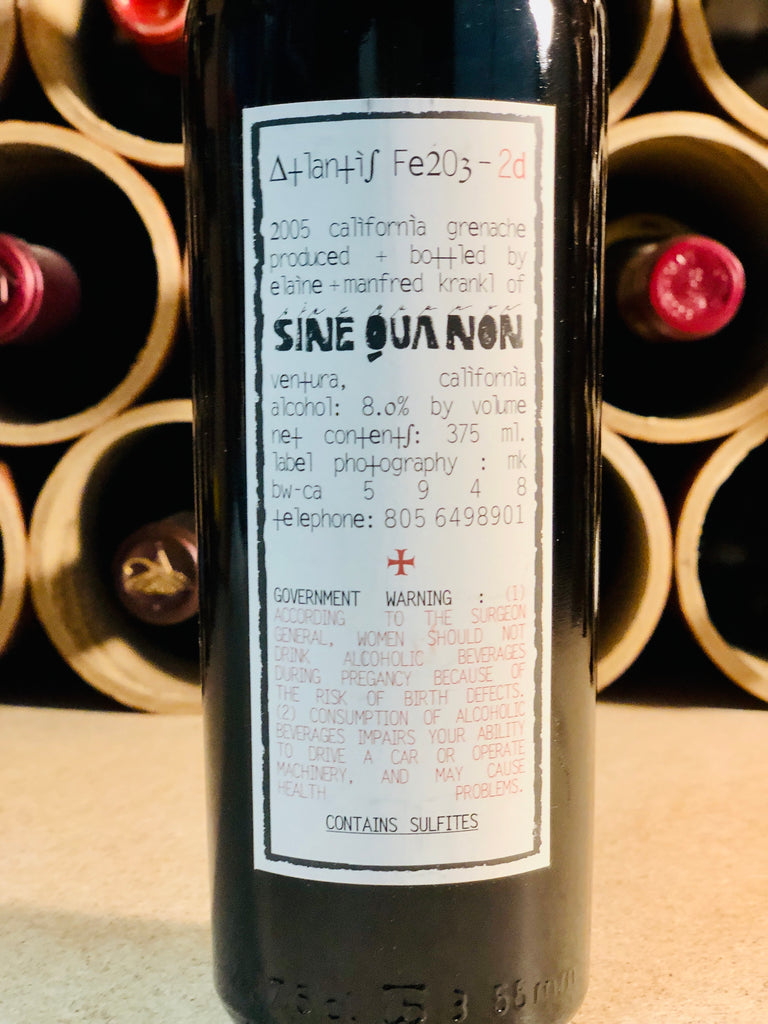 Atlantis Fe2O3 - 2d
2005 california grenache
produced + bottled by
elaine + manfred krankl of
SINE QUA NON
ventura, california
alcohol: 8.0% by volume
net contents: 375 ml.
label photography : mk
bw-ca 5 9 4 8
telephone: 805 6498901
GOVERNMENT WARNING : (1)
ACCORDING TO THE SURGEON
GENERAL, WOMEN SHOULD NOT
DRINK ALCOHOLIC BEVERAGES
DURING PREGANCY BECAUSE OF
THE RISK OF BIRTH DEFECTS.
(2) CONSUMPTION OF ALCOHOLIC
BEVERAGES IMPAIRS YOUR ABILITY
TO DRIVE A CAR OR OPERATE
MACHINERY, AND MAY CAUSE
HEALTH PROBLEMS.
CONTAINS SULFITES